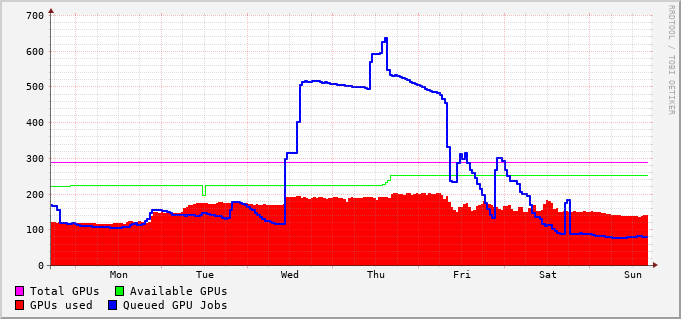 700
600
500
400
300
200
100
0
Mon Tue Wed Thu Fri Sat Sun
Total GPUs Available GPUs
GPUs used Queued GPU Jobs
RRDTOOL / TOBI OETIKER